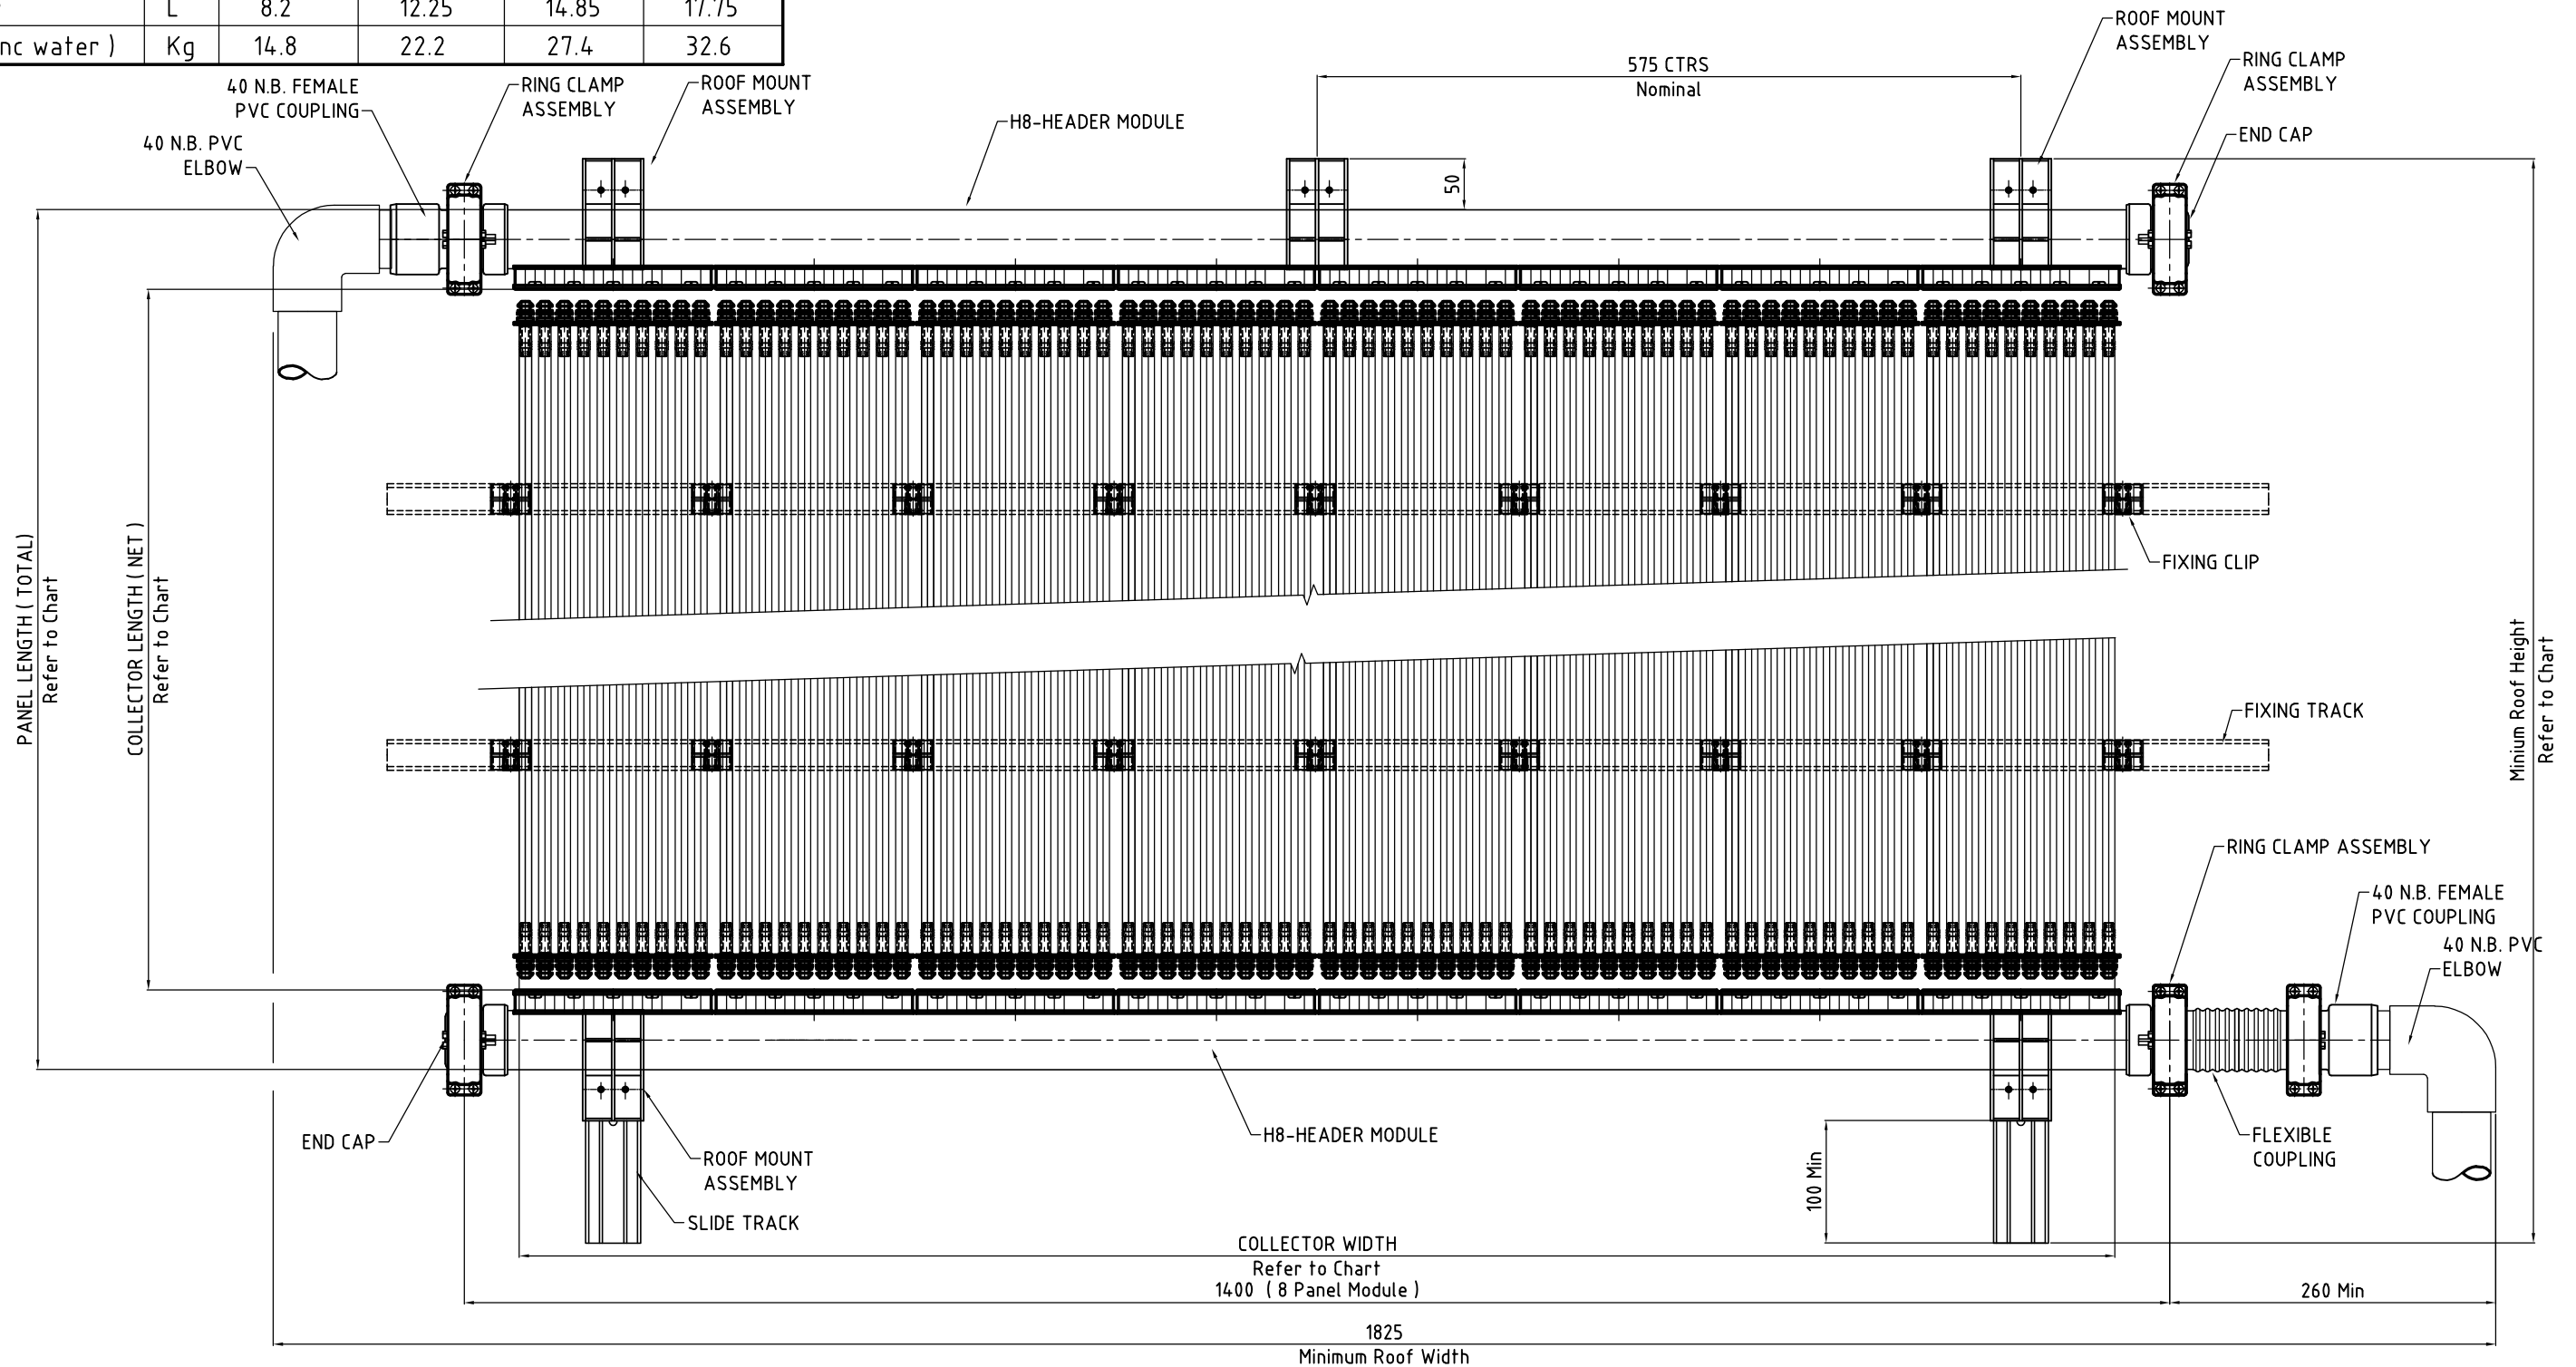 L 8.2 12.25 14.85 17.75
nc water ) Kg 14.8 22.2 27.4 32.6
40 N.B. FEMALE
PVC COUPLING
RING CLAMP
ASSEMBLY
ROOF MOUNT
ASSEMBLY
40 N.B. PVC
ELBOW
H8-HEADER MODULE
575 CTRS
Nominal
ROOF MOUNT
ASSEMBLY
RING CLAMP
ASSEMBLY
END CAP
50
PANEL LENGTH ( TOTAL)
Refer to Chart
COLLECTOR LENGTH ( NET )
Refer to Chart
FIXING CLIP
Minium Roof Height
Refer to Chart
FIXING TRACK
RING CLAMP ASSEMBLY
40 N.B. FEMALE
PVC COUPLING
40 N.B. PVC
ELBOW
END CAP
ROOF MOUNT
ASSEMBLY
SLIDE TRACK
H8-HEADER MODULE
100 Min
FLEXIBLE
COUPLING
COLLECTOR WIDTH
Refer to Chart
1400 ( 8 Panel Module )
260 Min
1825
Minimum Roof Width